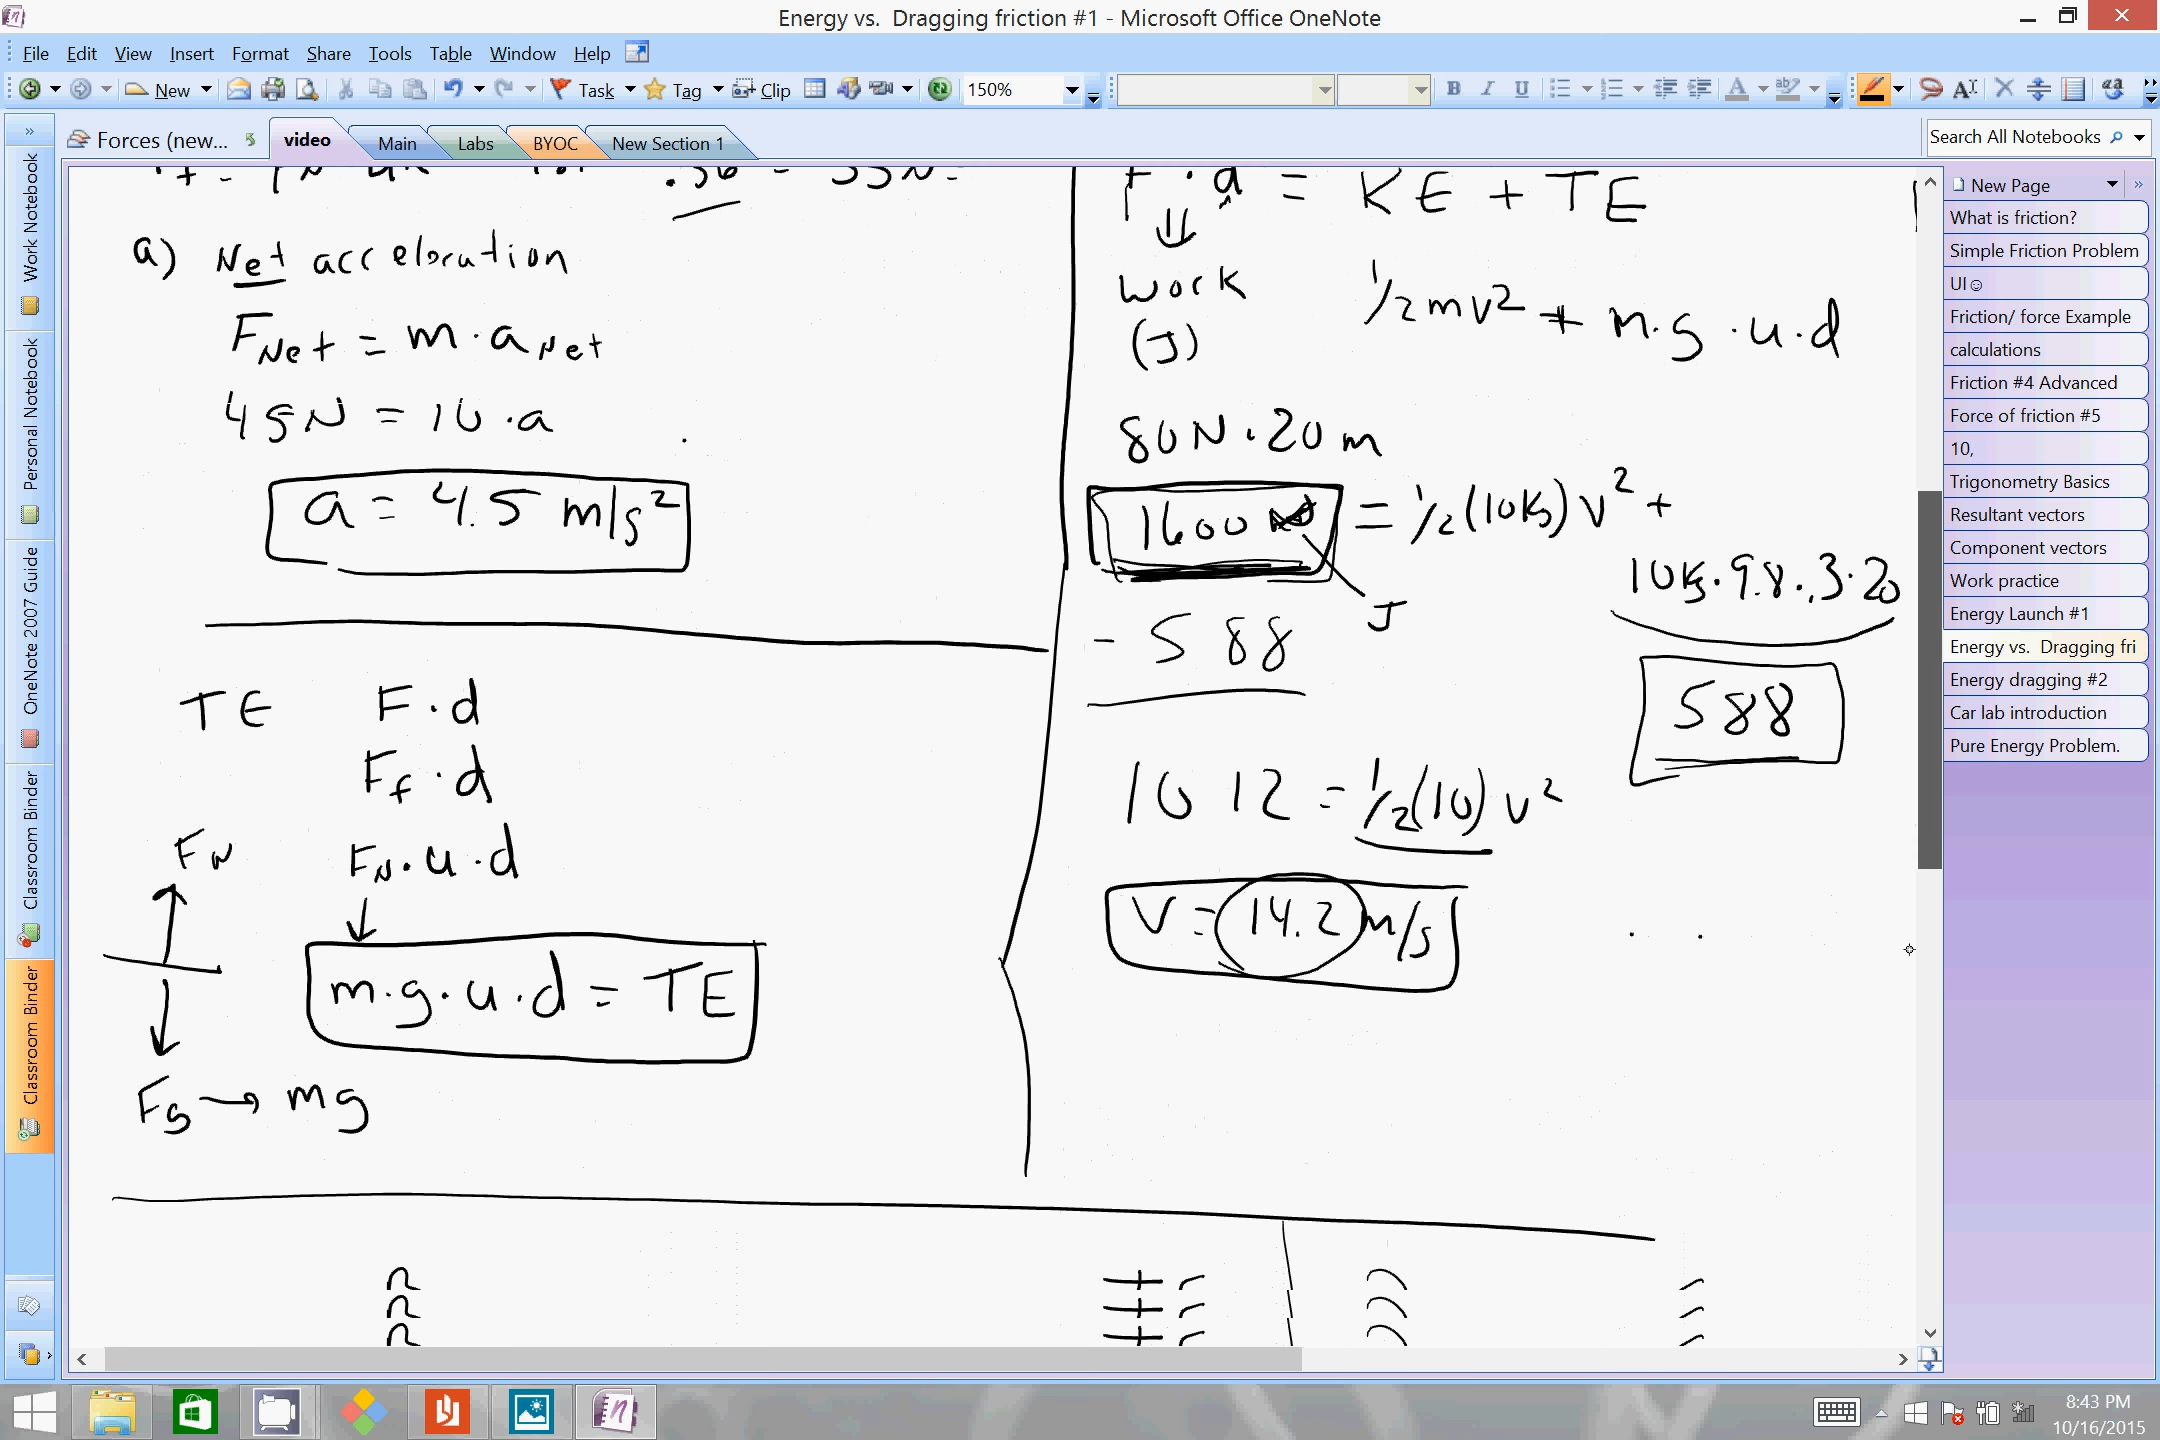 Energy vs. Dragging friction #1 - Microsoft Office OneNote
File Edit View Insert Format Share Tools Table Window Help
New Task Tag Clip 150% B I U
Forces (new... video Main Labs BYOC New Section 1
Search All Notebooks
Work Notebook
Personal Notebook
OneNote 2007 Guide
Classroom Binder
Classroom Binder
a) Net acceloration
F Net = m · a Net
45N = 10 · a
a = 4.5 m/s²
TE F · d
Ff · d
FN FN · u · d
m · g · u · d = TE
Fg → mg
F · d = KE + TE
Work
(J)
1/2 mv² + m · g · u · d
80N · 20m
1600 = 1/2 (10Kg) v² +
J
10Kg · 9.8 · .3 · 20
- 588
588
1012 = 1/2 (10) v²
v = 14.2 m/s
New Page
What is friction?
Simple Friction Problem
UI☺
Friction/ force Example
calculations
Friction #4 Advanced
Force of friction #5
10,
Trigonometry Basics
Resultant vectors
Component vectors
Work practice
Energy Launch #1
Energy vs. Dragging fri
Energy dragging #2
Car lab introduction
Pure Energy Problem.
8:43 PM
10/16/2015